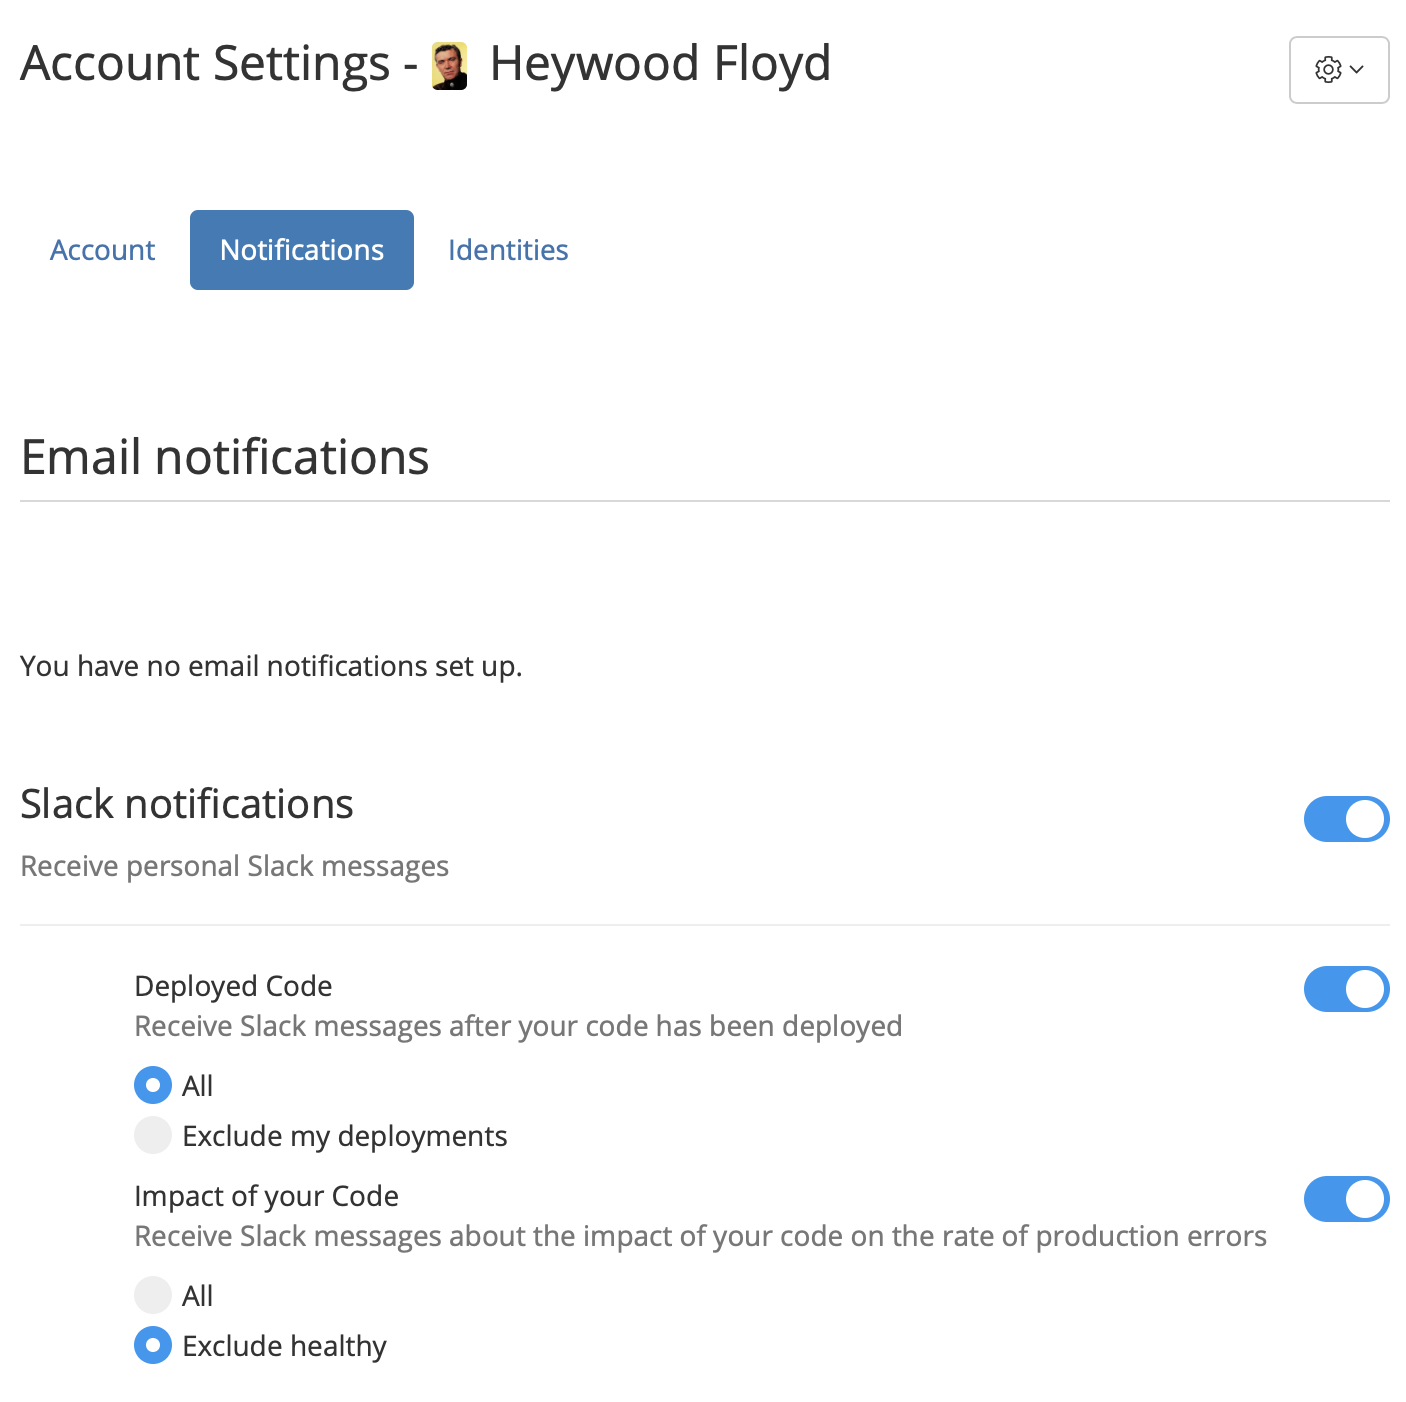 Account Settings - Heywood Floyd
Account Notifications Identities
Email notifications
You have no email notifications set up.
Slack notifications
Receive personal Slack messages
Deployed Code
Receive Slack messages after your code has been deployed
All
Exclude my deployments
Impact of your Code
Receive Slack messages about the impact of your code on the rate of production errors
All
Exclude healthy